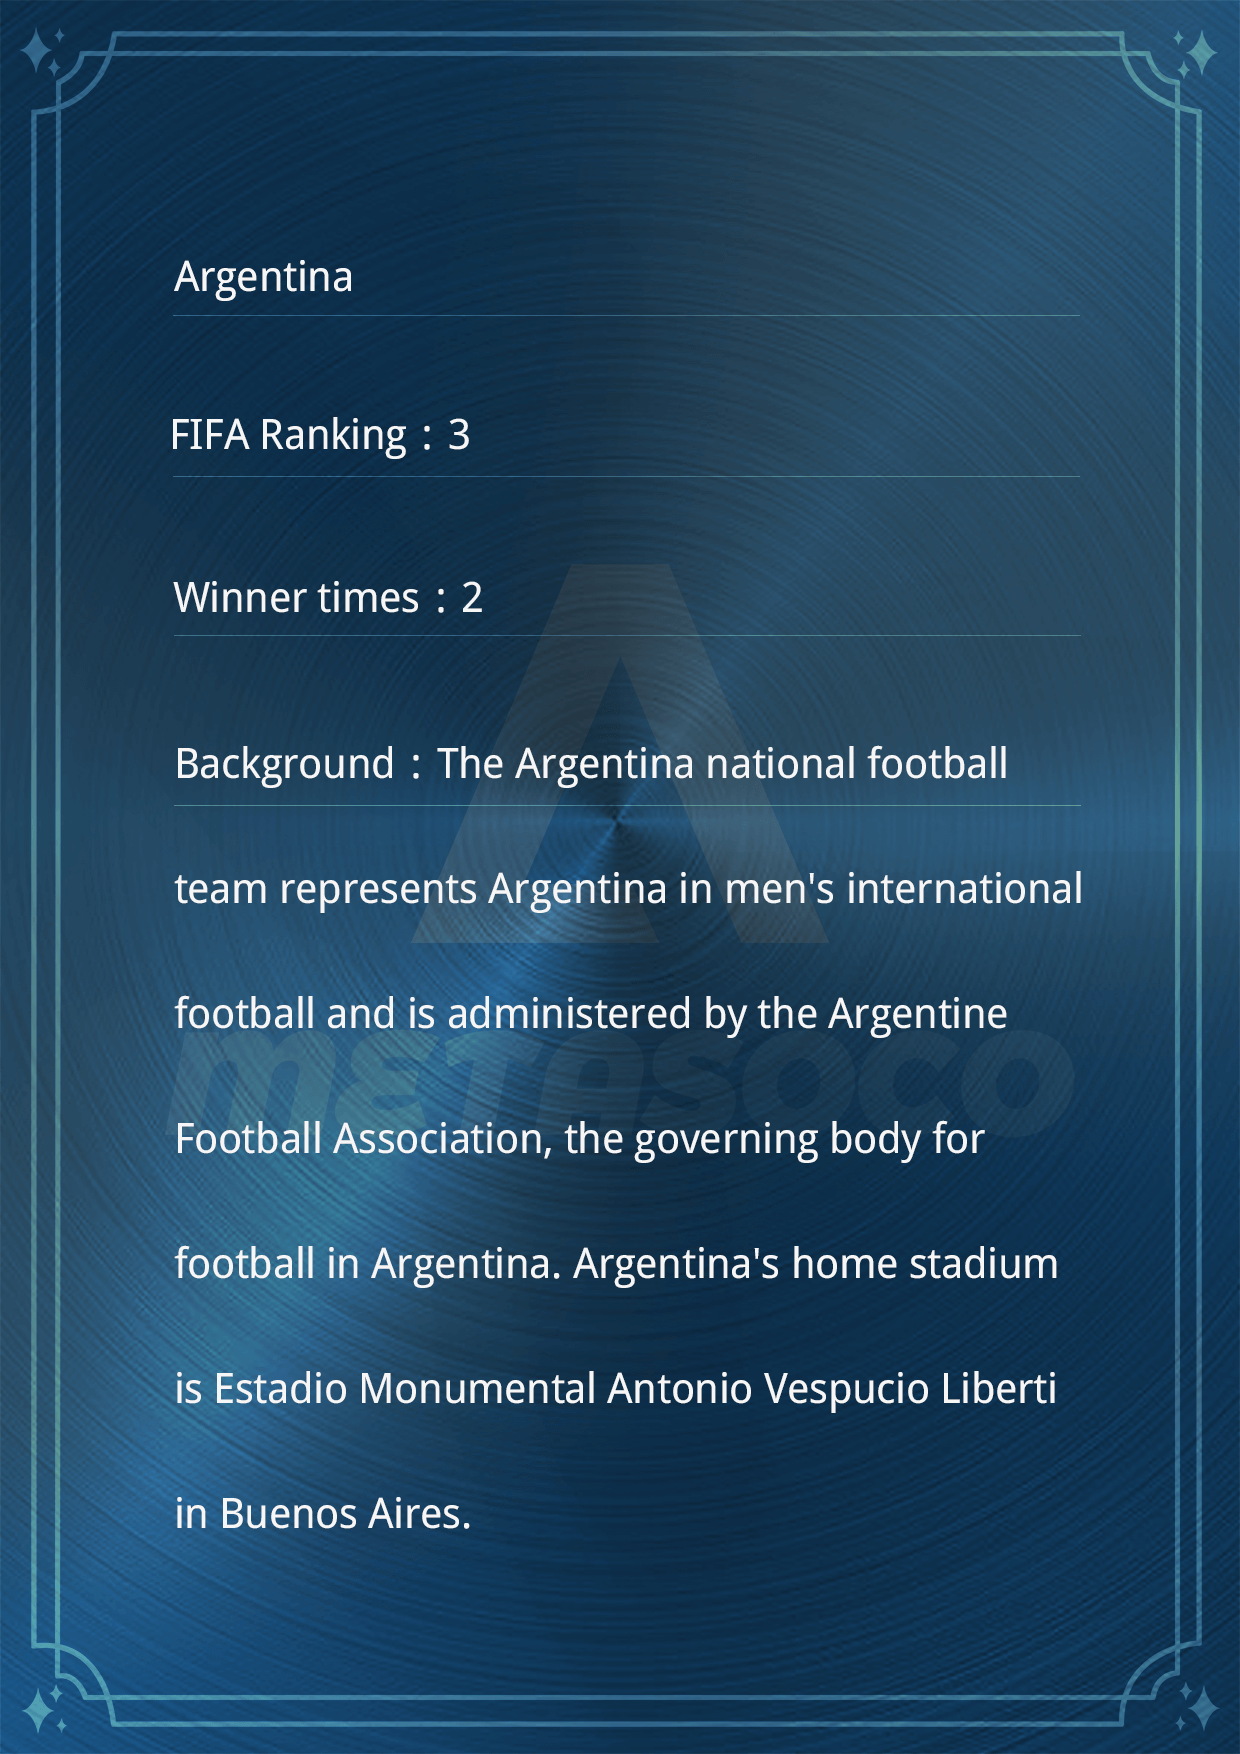 Argentina
FIFA Ranking：3
Winner times：2
Background：The Argentina national football
team represents Argentina in men's international
football and is administered by the Argentine
METASOCO
Football Association, the governing body for
football in Argentina. Argentina's home stadium
is Estadio Monumental Antonio Vespucio Liberti
in Buenos Aires.